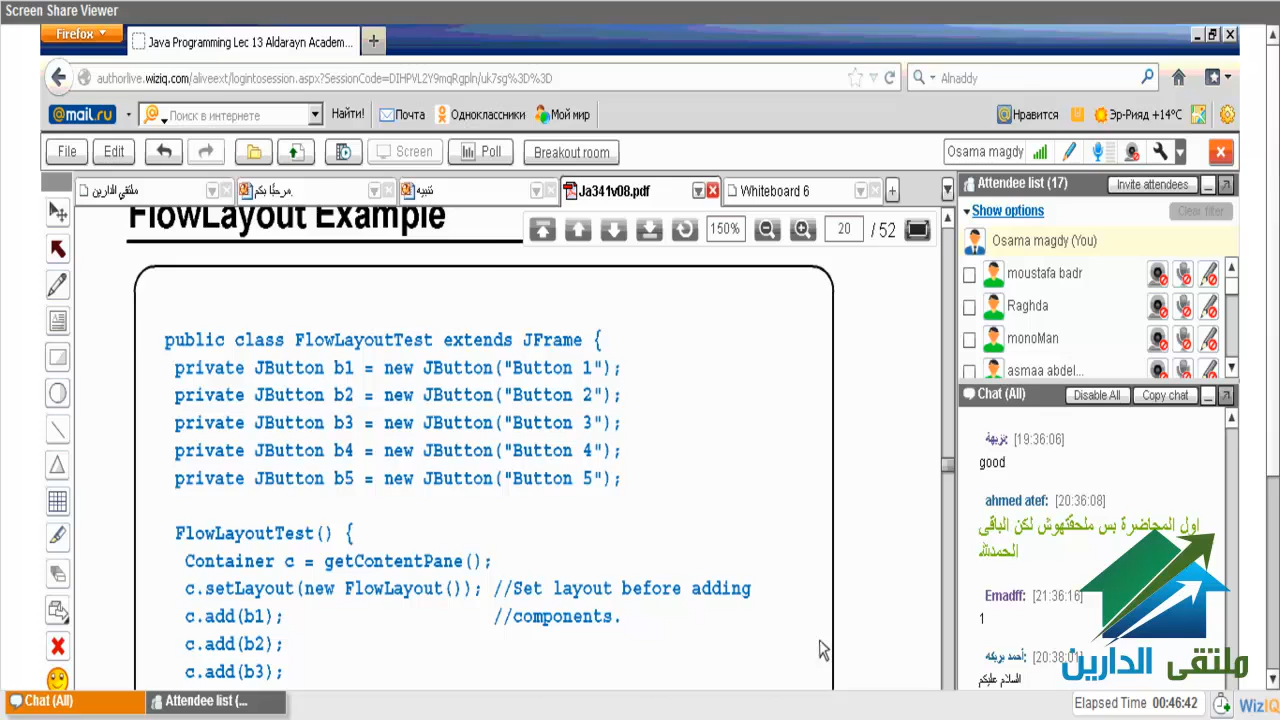 Screen Share Viewer
Firefox
Java Programming Lec 13 Aldarayn Academ...
authorlive.wiziq.com/aliveext/logintosession.aspx?SessionCode=DIHPVL2Y9mqRgpln/uk7sg%3D%3D
Alnaddy
@mail.ru
Поиск в интернете
Найти!
Почта
Одноклассники
Мой мир
Нравится
Эр-Рияд +14°C
File
Edit
Screen
Poll
Breakout room
Osama magdy
ملتقي الدارين
مرحبًا بكم.
تنبيه
Ja341v08.pdf
Whiteboard 6
FlowLayout Example
150%
20 / 52
public class FlowLayoutTest extends JFrame {
private JButton b1 = new JButton("Button 1");
private JButton b2 = new JButton("Button 2");
private JButton b3 = new JButton("Button 3");
private JButton b4 = new JButton("Button 4");
private JButton b5 = new JButton("Button 5");
FlowLayoutTest() {
Container c = getContentPane();
c.setLayout(new FlowLayout()); //Set layout before adding
c.add(b1); //components.
c.add(b2);
c.add(b3);
Attendee list (17)
Invite attendees
Show options
Clear filter
Osama magdy (You)
moustafa badr
Raghda
monoMan
asmaa abdel...
Chat (All)
Disable All
Copy chat
نزيهة: [19:36:06]
good
ahmed atef: [20:36:08]
اول المحاضرة بس ملحقتهوش لكن الباقى
الحمدلله
Emadff: [21:36:16]
1
أحمد بريكه: [20:38:01]
السلام عليكم
ملتقى الدارين
Chat (All)
Attendee list (...
Elapsed Time 00:46:42
WizIQ